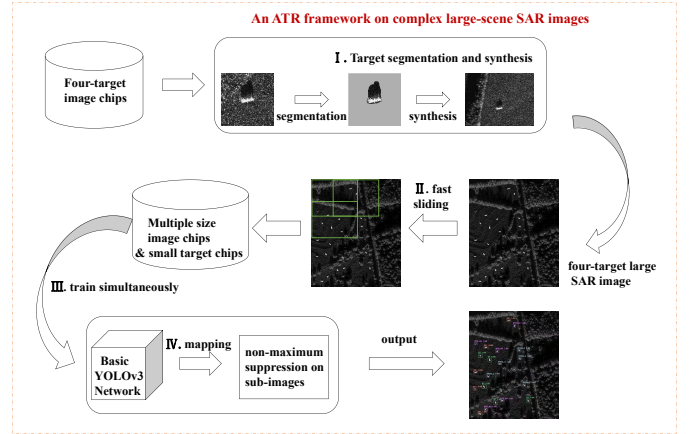 An ATR framework on complex large-scene SAR images
Ⅰ. Target segmentation and synthesis
Four-target
image chips
segmentation
synthesis
Ⅱ. fast
sliding
Multiple size
image chips
& small target chips
four-target large
SAR image
Ⅲ. train simultaneously
Ⅳ. mapping
Basic
YOLOv3
Network
non-maximum
suppression on
sub-images
output